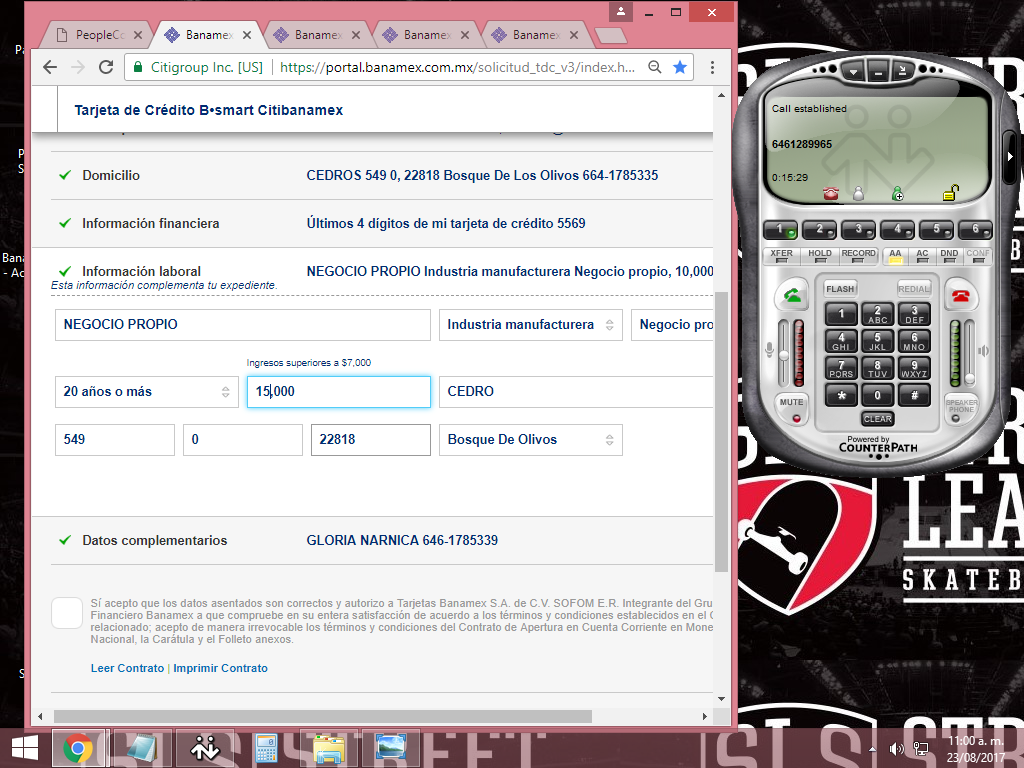 PeopleCo
Banamex
Banamex
Banamex
Banamex
Citigroup Inc. [US]
https://portal.banamex.com.mx/solicitud_tdc_v3/index.h...
Tarjeta de Crédito B•smart Citibanamex
Domicilio
CEDROS 549 0, 22818 Bosque De Los Olivos 664-1785335
Información financiera
Últimos 4 dígitos de mi tarjeta de crédito 5569
Información laboral
NEGOCIO PROPIO Industria manufacturera Negocio propio, 10,000
Esta información complementa tu expediente.
NEGOCIO PROPIO
Industria manufacturera
Negocio pro
Ingresos superiores a $7,000
20 años o más
15,000
CEDRO
549
0
22818
Bosque De Olivos
Datos complementarios
GLORIA NARNICA 646-1785339
Sí acepto que los datos asentados son correctos y autorizo a Tarjetas Banamex S.A. de C.V. SOFOM E.R. Integrante del Gru
Financiero Banamex a que compruebe en su entera satisfacción de acuerdo a los términos y condiciones establecidos en el C
relacionado; acepto de manera irrevocable los términos y condiciones del Contrato de Apertura en Cuenta Corriente en Mone
Nacional, la Carátula y el Folleto anexos.
Leer Contrato | Imprimir Contrato
Call established
6461289965
0:15:29
1 2 3 4 5 6
XFER HOLD RECORD AA AC DND CONF
FLASH REDIAL
1 2 ABC 3 DEF
4 GHI 5 JKL 6 MNO
7 PQRS 8 TUV 9 WXYZ
* 0 #
MUTE
CLEAR
SPEAKER PHONE
Powered by
COUNTERPATH
LEA
SKATEB
Bana
- Ac
SLS STREET
SLS STR
11:00 a. m.
23/08/2017